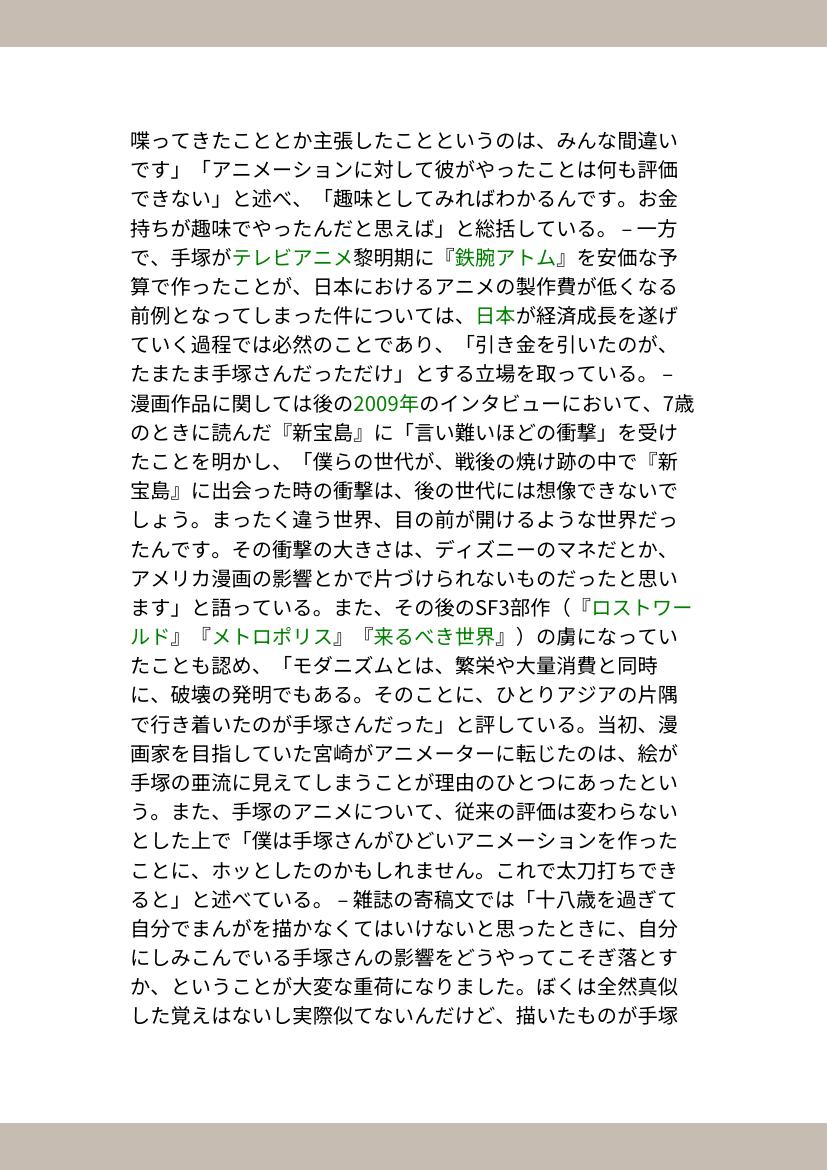 喋ってきたこととか主張したことというのは、みんな間違い
です」「アニメーションに対して彼がやったことは何も評価
できない」と述べ、「趣味としてみればわかるんです。お金
持ちが趣味でやったんだと思えば」と総括している。 – 一方
で、手塚がテレビアニメ黎明期に『鉄腕アトム』を安価な予
算で作ったことが、日本におけるアニメの製作費が低くなる
前例となってしまった件については、日本が経済成長を遂げ
ていく過程では必然のことであり、「引き金を引いたのが、
たまたま手塚さんだっただけ」とする立場を取っている。 –
漫画作品に関しては後の2009年のインタビューにおいて、7歳
のときに読んだ『新宝島』に「言い難いほどの衝撃」を受け
たことを明かし、「僕らの世代が、戦後の焼け跡の中で『新
宝島』に出会った時の衝撃は、後の世代には想像できないで
しょう。まったく違う世界、目の前が開けるような世界だっ
たんです。その衝撃の大きさは、ディズニーのマネだとか、
アメリカ漫画の影響とかで片づけられないものだったと思い
ます」と語っている。また、その後のSF3部作（『ロストワー
ルド』『メトロポリス』『来るべき世界』）の虜になってい
たことも認め、「モダニズムとは、繁栄や大量消費と同時
に、破壊の発明でもある。そのことに、ひとりアジアの片隅
で行き着いたのが手塚さんだった」と評している。当初、漫
画家を目指していた宮崎がアニメーターに転じたのは、絵が
手塚の亜流に見えてしまうことが理由のひとつにあったとい
う。また、手塚のアニメについて、従来の評価は変わらない
とした上で「僕は手塚さんがひどいアニメーションを作った
ことに、ホッとしたのかもしれません。これで太刀打ちでき
ると」と述べている。 – 雑誌の寄稿文では「十八歳を過ぎて
自分でまんがを描かなくてはいけないと思ったときに、自分
にしみこんでいる手塚さんの影響をどうやってこそぎ落とす
か、ということが大変な重荷になりました。ぼくは全然真似
した覚えはないし実際似てないんだけど、描いたものが手塚